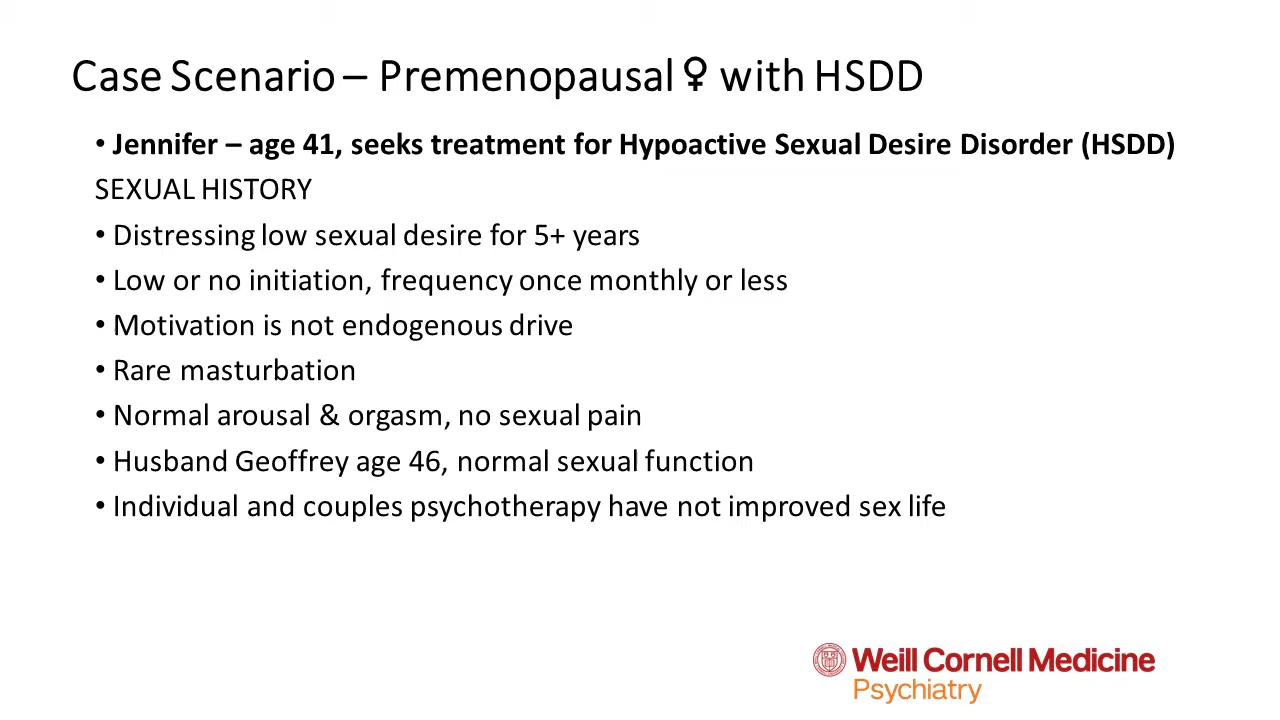 Case Scenario – Premenopausal ♀ with HSDD
• Jennifer – age 41, seeks treatment for Hypoactive Sexual Desire Disorder (HSDD)
SEXUAL HISTORY
• Distressing low sexual desire for 5+ years
• Low or no initiation, frequency once monthly or less
• Motivation is not endogenous drive
• Rare masturbation
• Normal arousal & orgasm, no sexual pain
• Husband Geoffrey age 46, normal sexual function
• Individual and couples psychotherapy have not improved sex life
Weill Cornell Medicine
Psychiatry